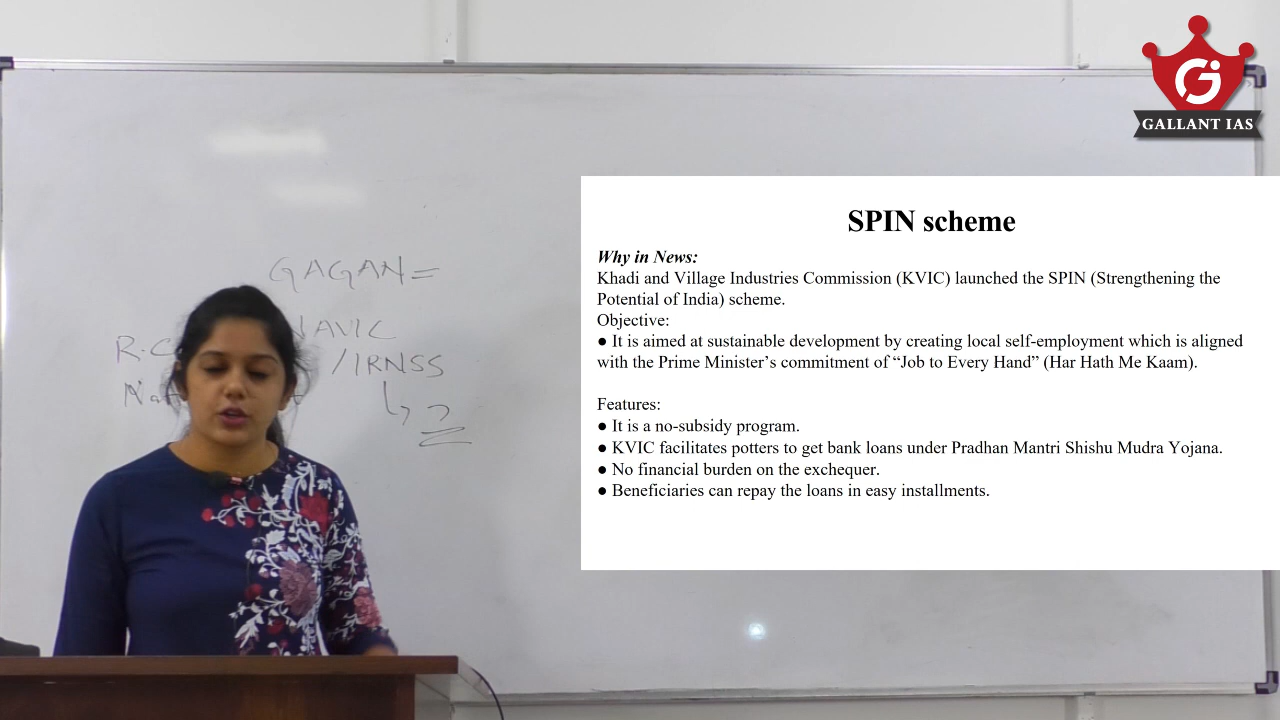 GALLANT IAS
GAGAN =
NAVIC
/IRNSS
SPIN scheme
Why in News:
Khadi and Village Industries Commission (KVIC) launched the SPIN (Strengthening the
Potential of India) scheme.
Objective:
● It is aimed at sustainable development by creating local self-employment which is aligned
with the Prime Minister’s commitment of “Job to Every Hand” (Har Hath Me Kaam).
Features:
● It is a no-subsidy program.
● KVIC facilitates potters to get bank loans under Pradhan Mantri Shishu Mudra Yojana.
● No financial burden on the exchequer.
● Beneficiaries can repay the loans in easy installments.